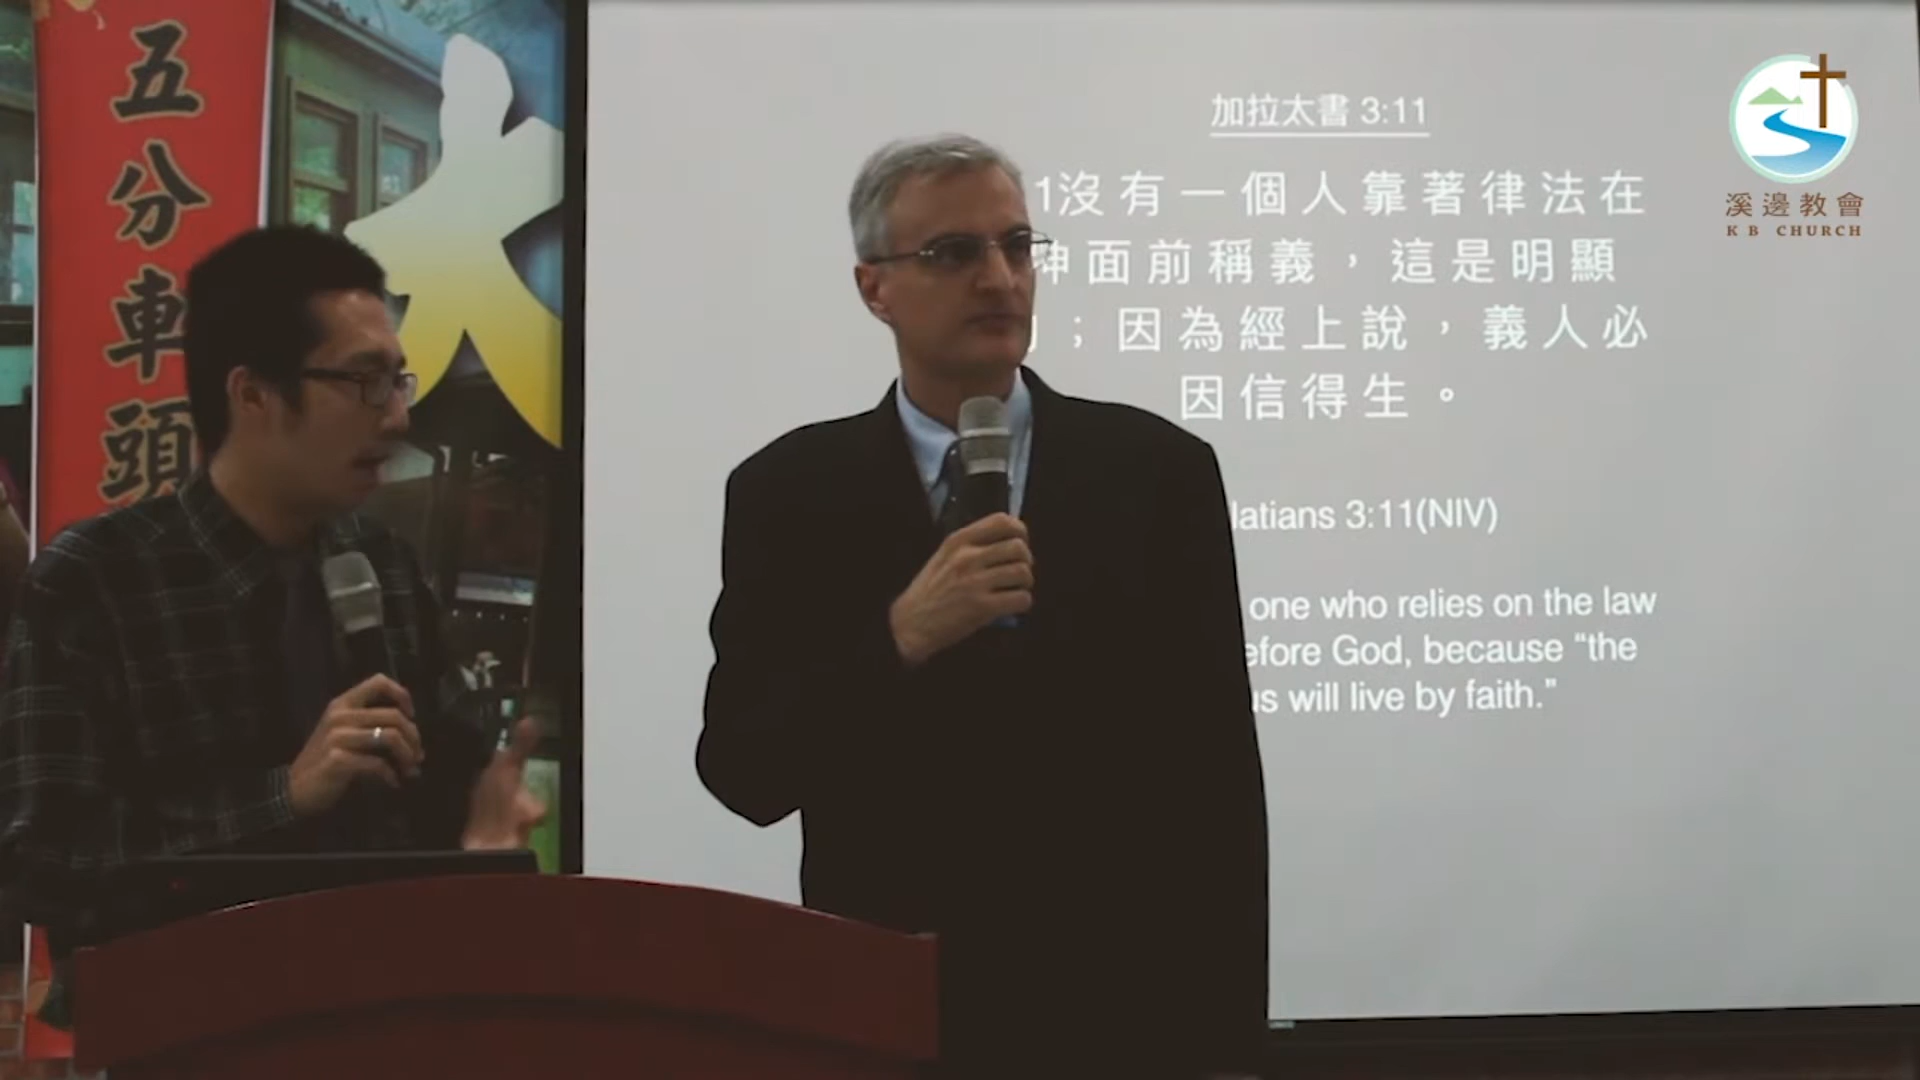 五分車頭
加拉太書 3:11
1沒有一個人靠著律法在
神面前稱義，這是明顯
；因為經上說，義人必
因信得生。
latians 3:11(NIV)
one who relies on the law
efore God, because “the
us will live by faith.”
溪邊教會
KB CHURCH